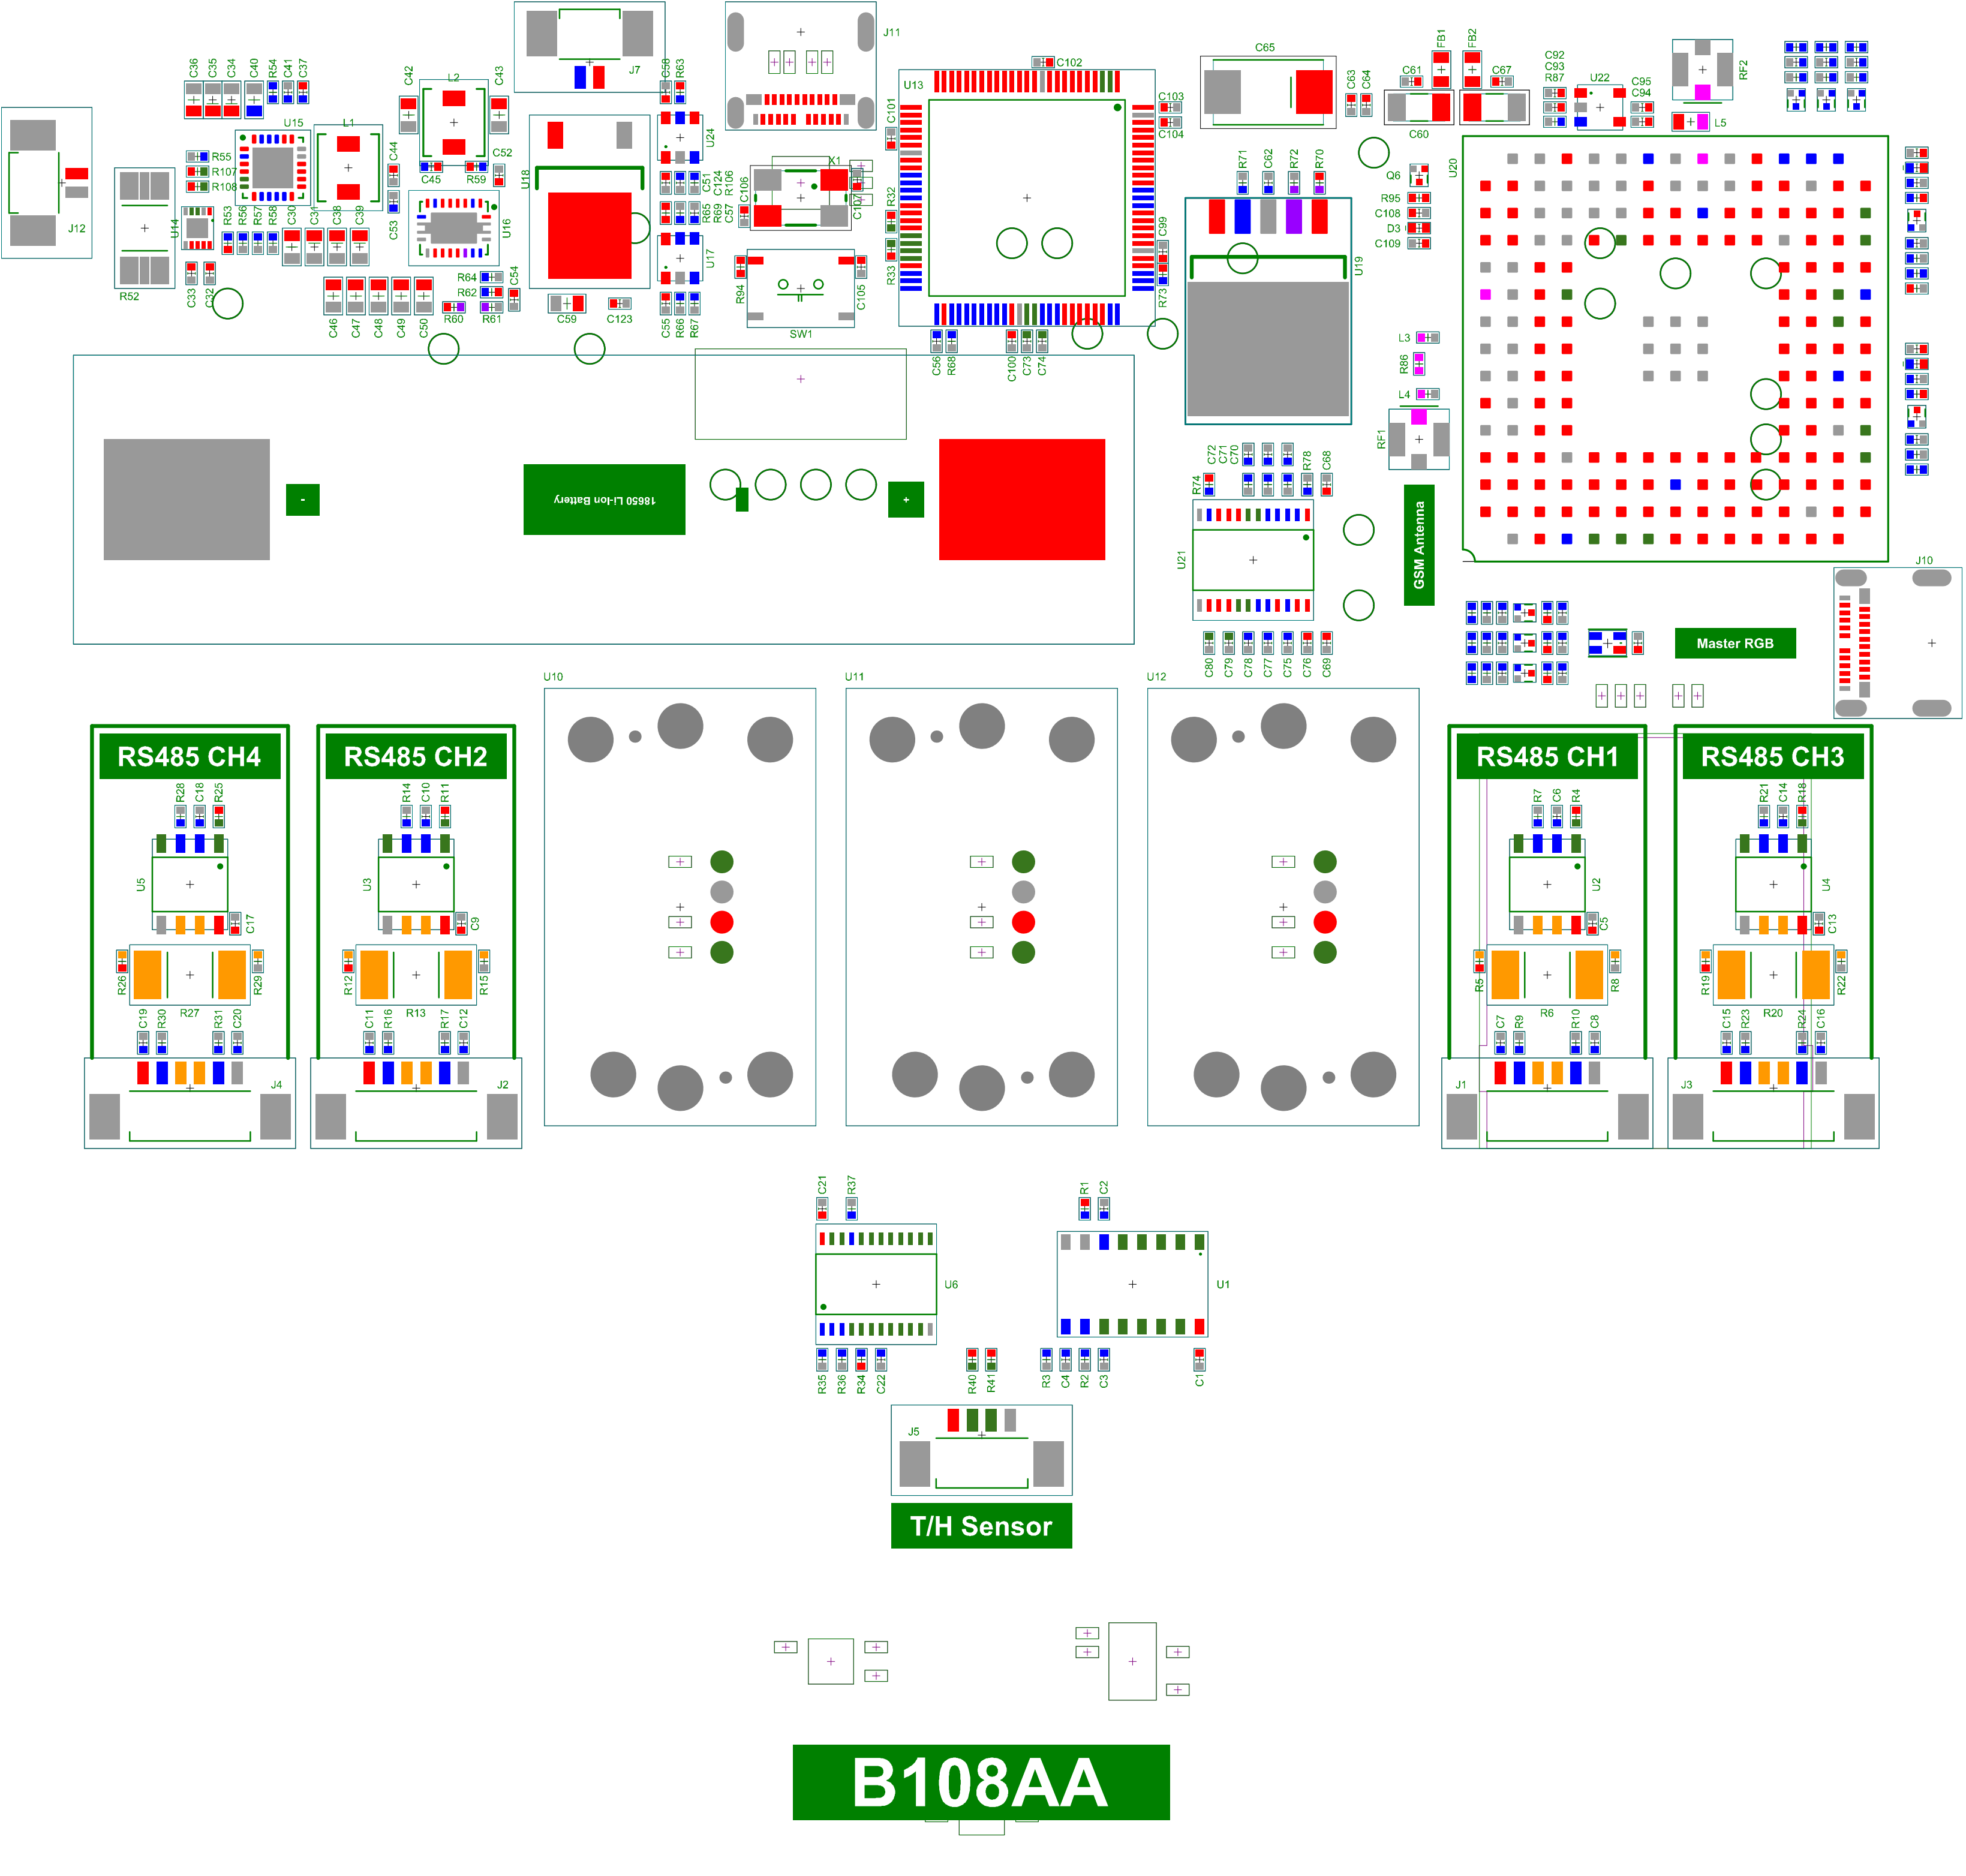 C36
C35
C34
C40
R54
C41
C37
C42
L2
C43
J7
C58
R63
J11
U13
C102
C65
C63
C64
C61
FB1
FB2
C67
C92
C93
R87
U22
C95
C94
RF2
L5
U15
L1
C44
C45
R59
C52
U18
U24
C101
C103
C104
C60
R55
R107
R108
J12
U14
R53
R56
R57
R58
C30
C31
C38
C39
C53
U16
C51
C124
R106
R65
R69
C57
X1
C106
C107
R32
R71
C62
R72
R70
Q6
R95
C108
D3
C109
U20
R52
C33
C32
R64
R62
C54
R60
R61
C59
C123
U17
C55
R66
R67
R94
C105
SW1
R33
C99
R73
U19
C46
C47
C48
C49
C50
C56
R68
C100
C73
C74
L3
R86
L4
RF1
-
18650 Li-Ion Battery
+
C72
C71
C70
R78
C68
R74
U21
GSM Antenna
J10
C80
C79
C78
C77
C75
C76
C69
Master RGB
U10
U11
U12
RS485 CH4
RS485 CH2
RS485 CH1
RS485 CH3
R28
C18
R25
R14
C10
R11
R7
C6
R4
R21
C14
R18
U5
U3
U2
U4
C17
C9
C5
C13
R26
R29
R12
R15
R5
R8
R19
R22
R27
R13
R6
R20
C19
R30
R31
C20
C11
R16
R17
C12
C7
R9
R10
C8
C15
R23
R24
C16
J4
J2
J1
J3
C21
R37
R1
C2
U6
U1
R35
R36
R34
C22
R40
R41
R3
C4
R2
C3
C1
J5
T/H Sensor
B108AA